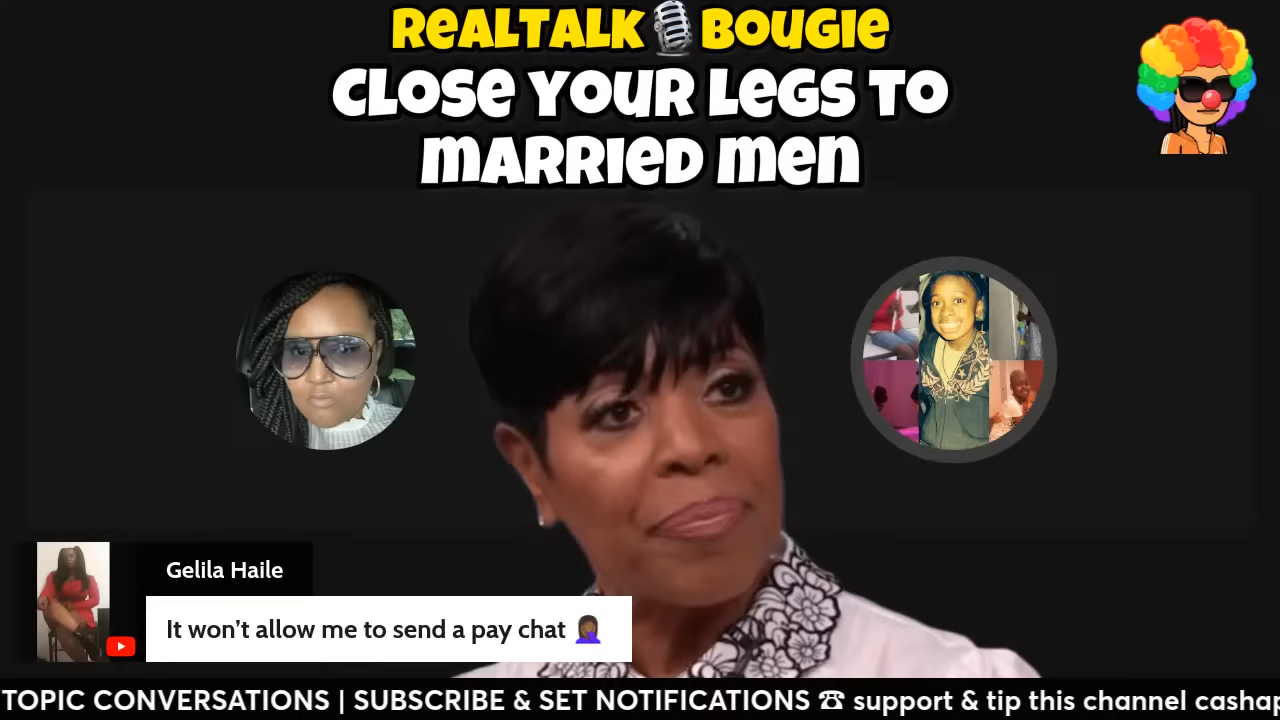 REALTALK🎙️BOUGIE
CLOSE YOUR LEGS TO
MARRIED MEN
Gelila Haile
It won't allow me to send a pay chat 🤦🏾‍♀️
TOPIC CONVERSATIONS | SUBSCRIBE & SET NOTIFICATIONS ☎ support & tip this channel cashap